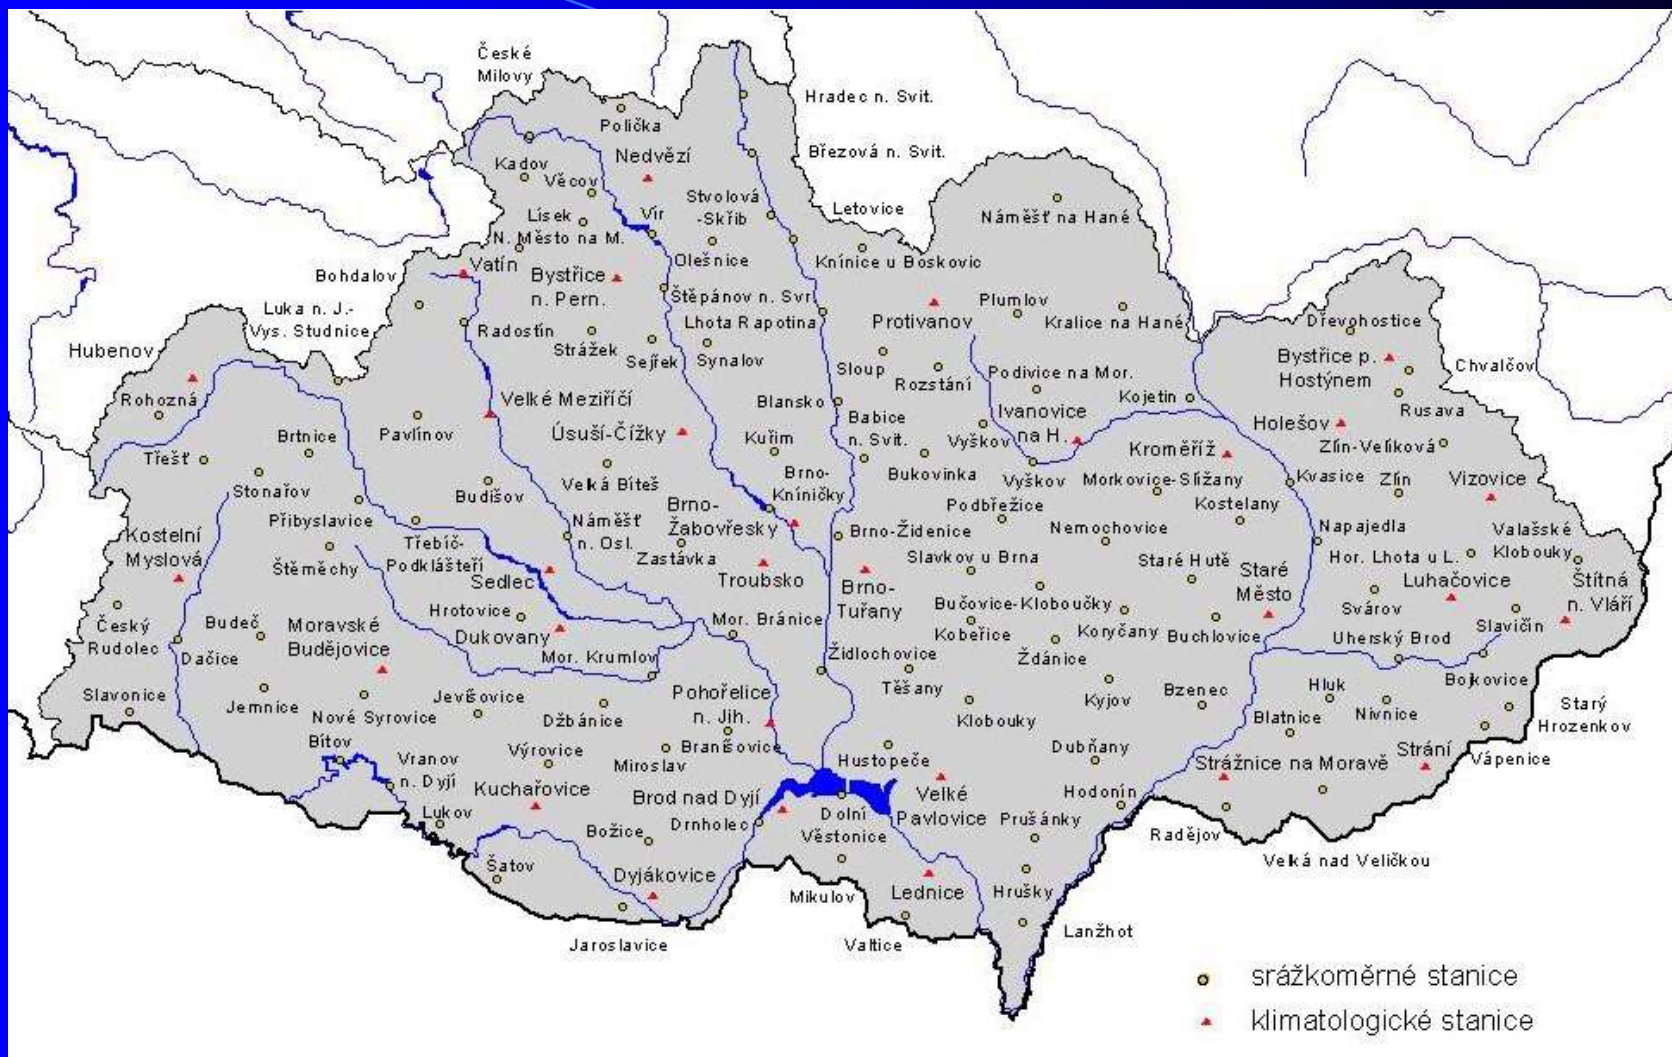 České
Milovy
Hradec n. Svit.
Polička
Březová n. Svit.
Kadov
Nedvězí
Věcov
Stvolová
-Skřib
Letovice
Náměšť na Hané
Lísek
Vír
N. Město na M.
Olešnice
Knínice u Boskovic
Bohdalov
Vatín
Bystřice
n. Pern.
Štěpánov n. Svr.
Plumlov
Luka n. J.-
Vys. Studnice
Radostín
Lhota Rapotina
Protivanov
Kralice na Hané
Dřevohostice
Hubenov
Strážek
Sejřek
Synalov
Sloup
Rozstání
Podivice na Mor.
Bystřice p.
Hostýnem
Chvalčov
Rohozná
Velké Meziříčí
Blansko
Babice
n. Svit.
Ivanovice
na H.
Kojetin
Rusava
Brtnice
Pavlínov
Úsuší-Čížky
Kuřim
Vyškov
Holešov
Zlín-Velíková
Třešť
Bukovinka
Kroměříž
Stonařov
Budišov
Velká Bíteš
Brno-
Kníničky
Vyškov
Morkovice-Slížany
Kvasice
Zlín
Vizovice
Přibyslavice
Brno-
Žabovřesky
Podbřežice
Kostelany
Kostelní
Myslová
Náměšť
n. Osl.
Brno-Židenice
Nemochovice
Napajedla
Valašské
Klobouky
Štěměchy
Třebíč-
Podklášteří
Zastávka
Slavkov u Brna
Staré Hutě
Hor. Lhota u L.
Sedlec
Troubsko
Brno-
Tuřany
Staré
Město
Luhačovice
Štítná
n. Vláří
Hrotovice
Bučovice-Kloboučky
Svárov
Český
Rudolec
Budeč
Moravské
Budějovice
Dukovany
Mor. Bránice
Kobeřice
Koryčany
Buchlovice
Slavičín
Dačice
Mor. Krumlov
Židlochovice
Ždánice
Uherský Brod
Těšany
Bojkovice
Slavonice
Jemnice
Jevišovice
Pohořelice
n. Jih.
Kyjov
Bzenec
Hluk
Nivnice
Starý
Hrozenkov
Nové Syrovice
Džbánice
Klobouky
Blatnice
Bítov
Výrovice
Branišovice
Dubňany
Vápenice
Vranov
n. Dyjí
Miroslav
Hustopeče
Strážnice na Moravě
Strání
Kuchařovice
Brod nad Dyjí
Velké
Pavlovice
Hodonín
Lukov
Božice
Drnholec
Dolní
Věstonice
Prušánky
Radějov
Velká nad Veličkou
Šatov
Dyjákovice
Mikulov
Lednice
Hrušky
Jaroslavice
Valtice
Lanžhot
srážkoměrné stanice
klimatologické stanice